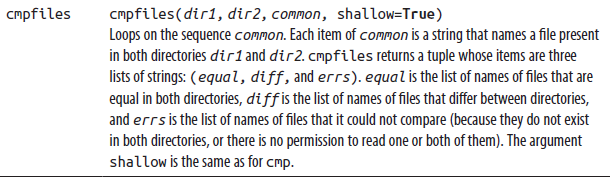 cmpfiles cmpfiles(dir1, dir2, common, shallow=True)
Loops on the sequence common. Each item of common is a string that names a file present
in both directories dir1 and dir2. cmpfiles returns a tuple whose items are three
lists of strings: (equal, diff, and errs). equal is the list of names of files that are
equal in both directories, diff is the list of names of files that differ between directories,
and errs is the list of names of files that it could not compare (because they do not exist
in both directories, or there is no permission to read one or both of them). The argument
shallow is the same as for cmp.